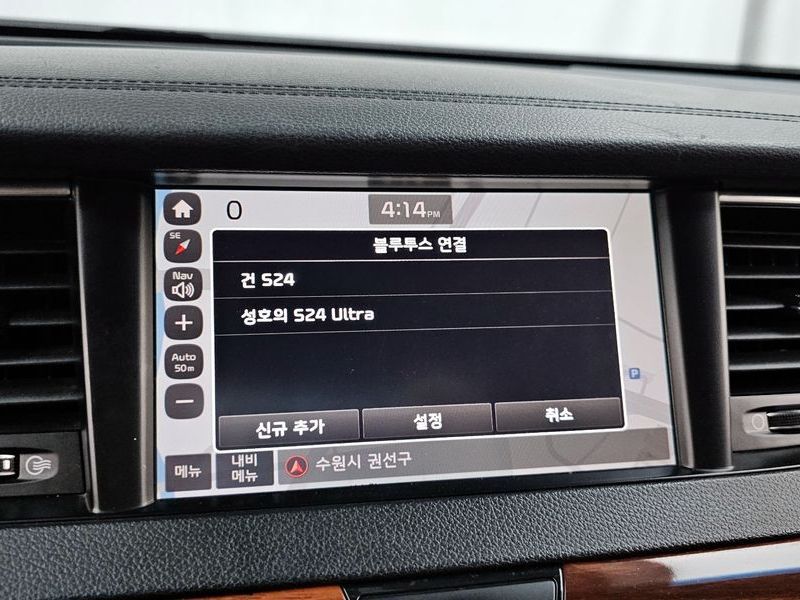 0
4:14 PM
SE
블루투스 연결
건 S24
Nav
성호의 S24 Ultra
Auto
50m
P
신규 추가
설정
취소
메뉴
내비
메뉴
수원시 권선구